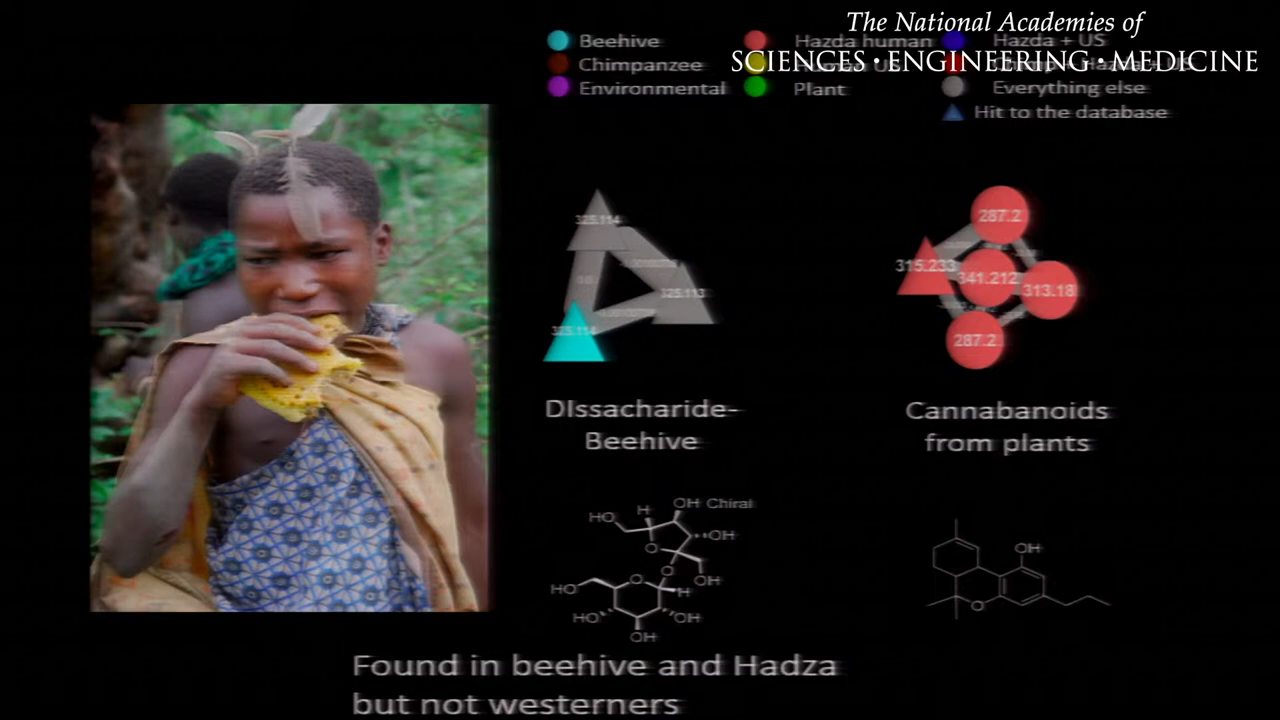 The National Academies of
SCIENCES • ENGINEERING • MEDICINE
Beehive
Hazda human
Hazda + US
Chimpanzee
Human US
Environmental
Plant
Everything else
Hit to the database
325.114
325.113
325.114
287.2
315.233
341.212
313.18
287.2
DIssacharide-
Beehive
Cannabanoids
from plants
OH Chiral
H
HO
OH
O
OH
O
HO
O
H
HO
OH
OH
OH
O
Found in beehive and Hadza
but not westerners